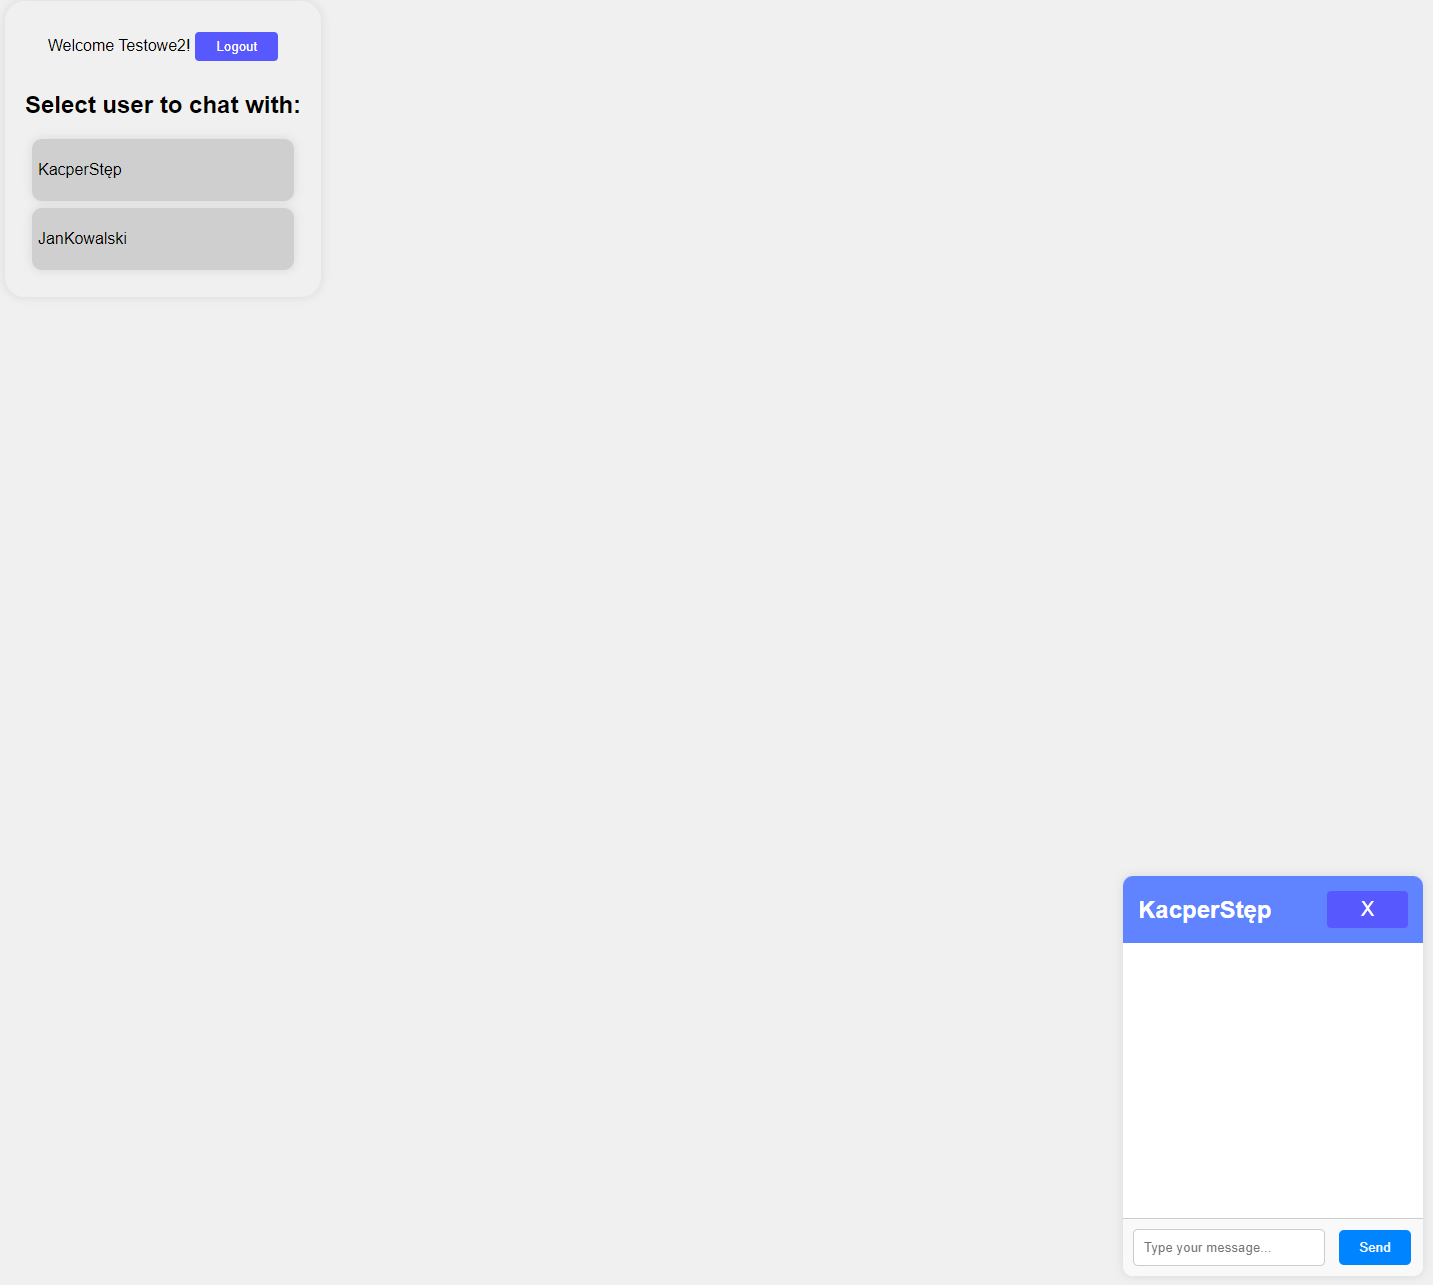 Welcome Testowe2! Logout
Select user to chat with:
KacperStęp
JanKowalski
KacperStęp X
Type your message... Send